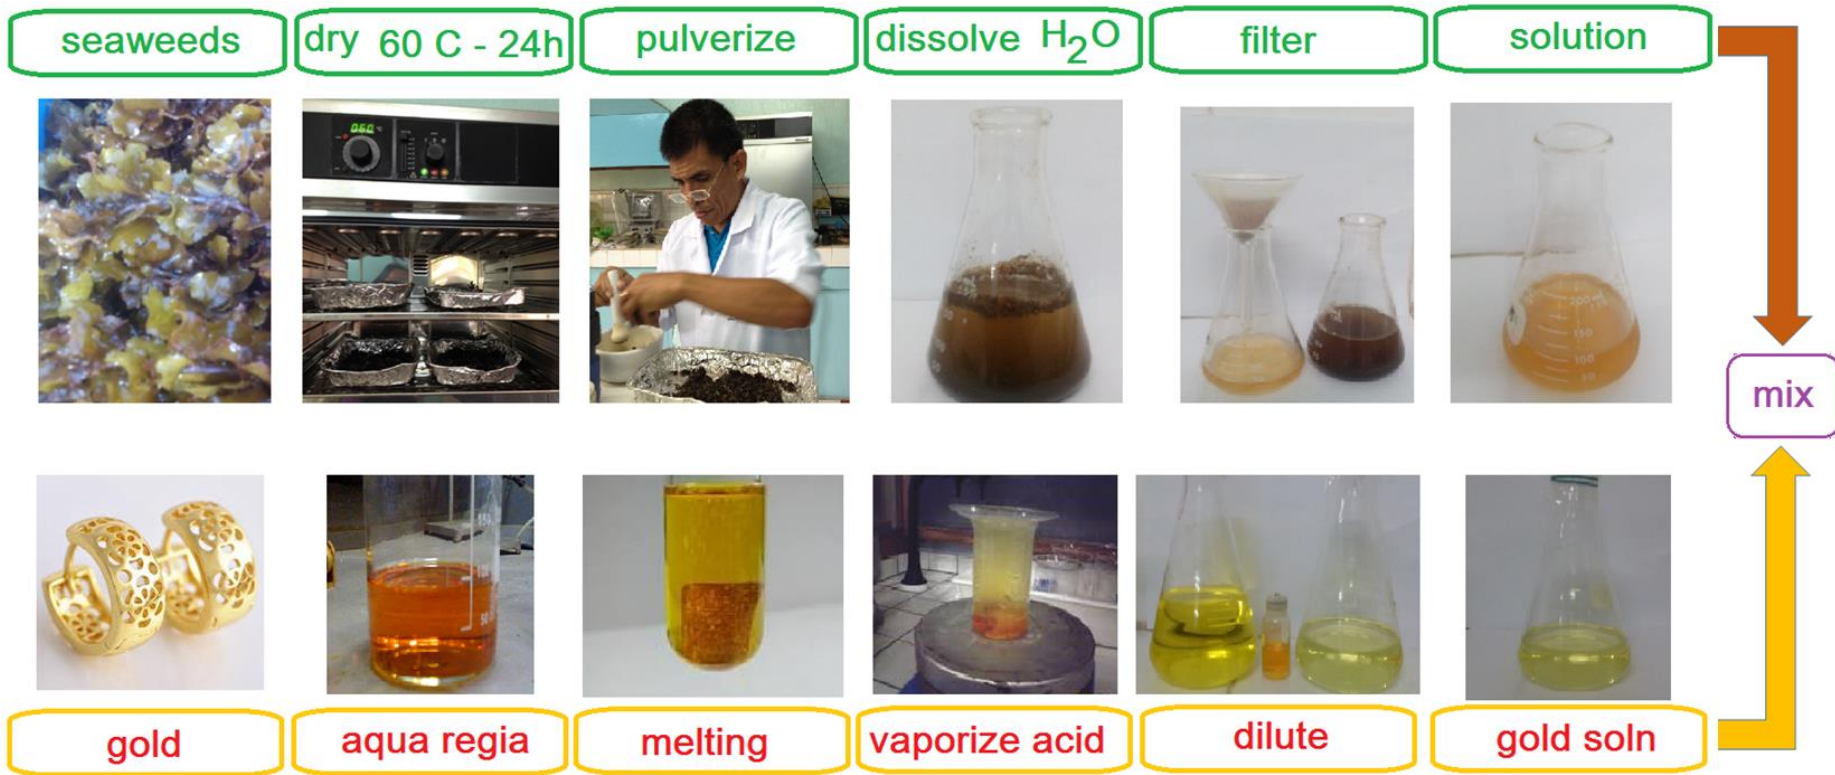 seaweeds
dry 60 C - 24h
pulverize
dissolve H₂O
filter
solution
060
mix
gold
aqua regia
melting
vaporize acid
dilute
gold soln